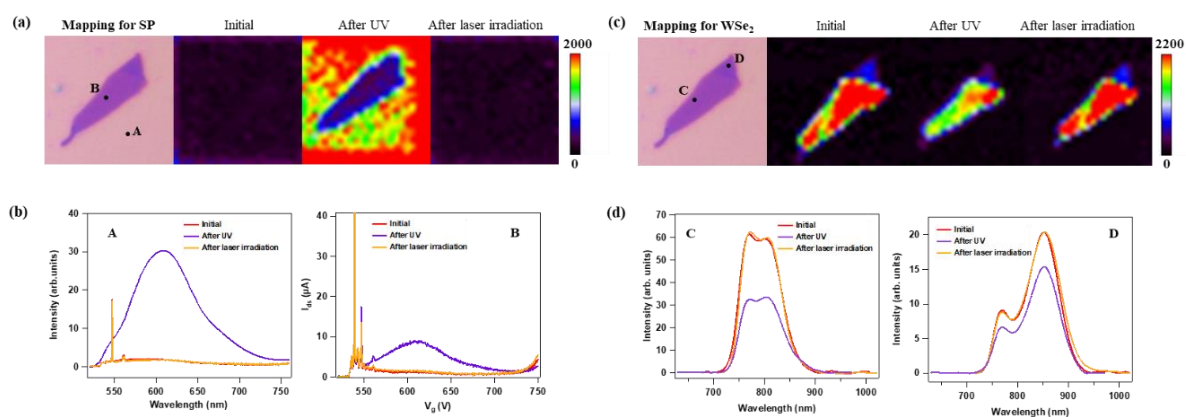 (a)
Mapping for SP
Initial
After UV
After laser irradiation
B
A
2000
0
(c)
Mapping for WSe₂
Initial
After UV
After laser irradiation
D
C
2200
0
(b)
Intensity (arb.units)
40
30
20
10
0
A
Initial
After UV
After laser irradiation
550 600 650 700 750
Wavelength (nm)
I_ds (μA)
40
30
20
10
0
Initial
After UV
After laser irradiation
B
550 600 650 700 750
V_g (V)
(d)
Intensity (arb. units)
70
60
50
40
30
20
10
0
C
Initial
After UV
After laser irradiation
700 800 900 1000
Wavelength (nm)
Intensity (arb. units)
20
10
0
Initial
After UV
After laser irradiation
D
700 800 900 1000
Wavelength (nm)